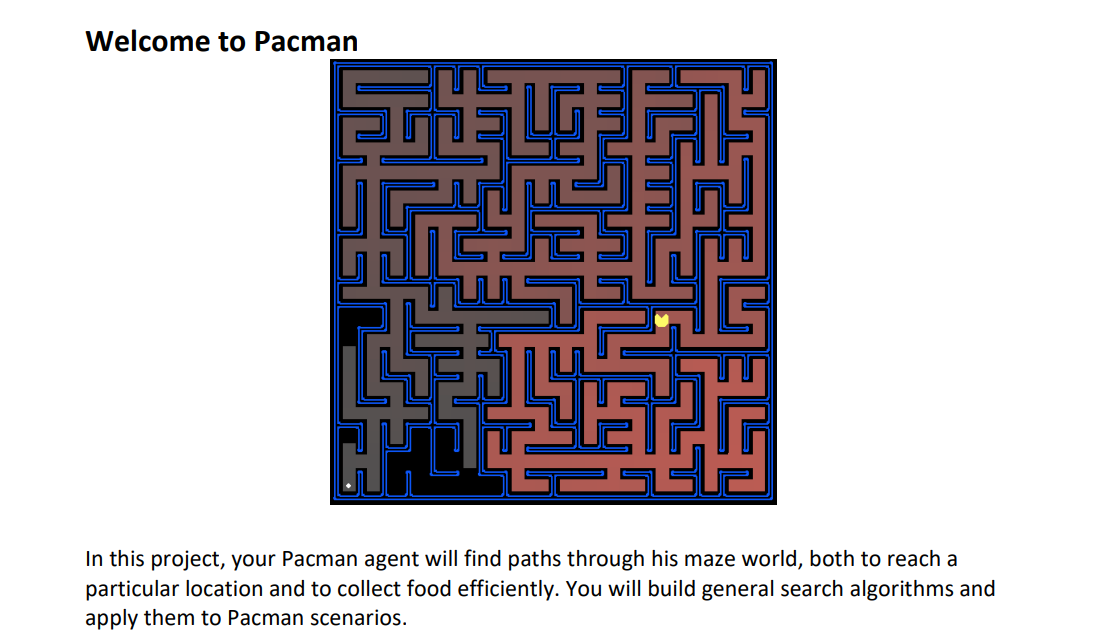 Welcome to Pacman
In this project, your Pacman agent will find paths through his maze world, both to reach a
particular location and to collect food efficiently. You will build general search algorithms and
apply them to Pacman scenarios.